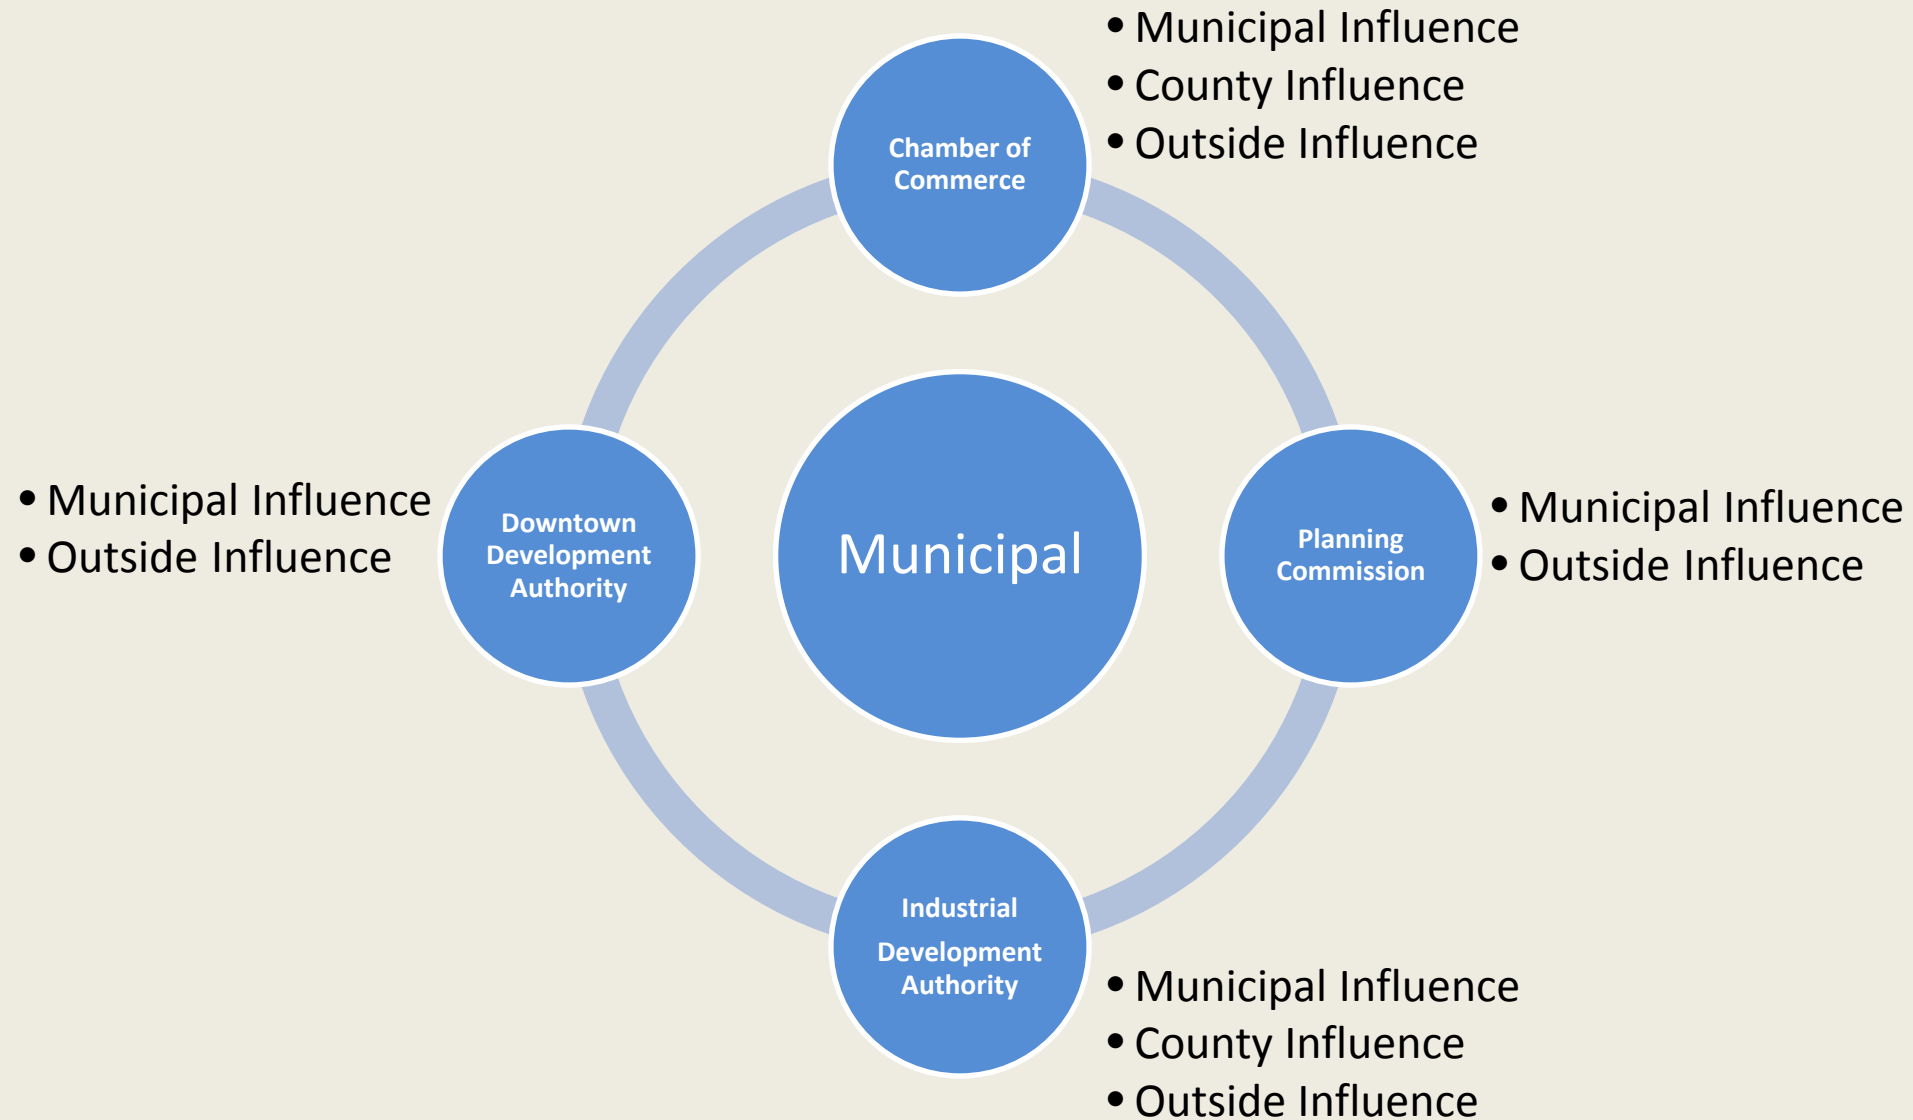 • Municipal Influence
• County Influence
• Outside Influence
Chamber of
Commerce
• Municipal Influence
• Outside Influence
Downtown
Development
Authority
Municipal
Planning
Commission
• Municipal Influence
• Outside Influence
Industrial
Development
Authority
• Municipal Influence
• County Influence
• Outside Influence